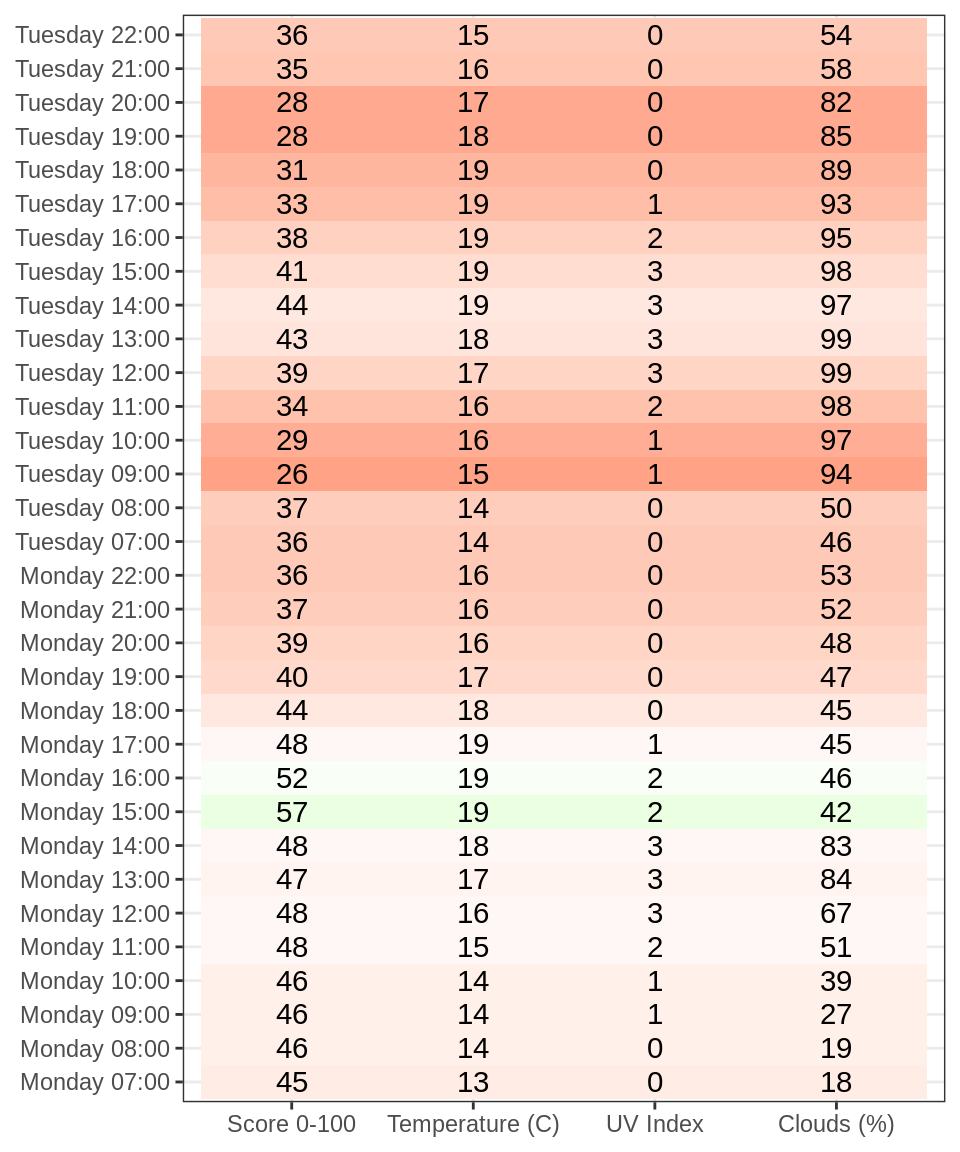 Tuesday 22:00 36 15 0 54
Tuesday 21:00 35 16 0 58
Tuesday 20:00 28 17 0 82
Tuesday 19:00 28 18 0 85
Tuesday 18:00 31 19 0 89
Tuesday 17:00 33 19 1 93
Tuesday 16:00 38 19 2 95
Tuesday 15:00 41 19 3 98
Tuesday 14:00 44 19 3 97
Tuesday 13:00 43 18 3 99
Tuesday 12:00 39 17 3 99
Tuesday 11:00 34 16 2 98
Tuesday 10:00 29 16 1 97
Tuesday 09:00 26 15 1 94
Tuesday 08:00 37 14 0 50
Tuesday 07:00 36 14 0 46
Monday 22:00 36 16 0 53
Monday 21:00 37 16 0 52
Monday 20:00 39 16 0 48
Monday 19:00 40 17 0 47
Monday 18:00 44 18 0 45
Monday 17:00 48 19 1 45
Monday 16:00 52 19 2 46
Monday 15:00 57 19 2 42
Monday 14:00 48 18 3 83
Monday 13:00 47 17 3 84
Monday 12:00 48 16 3 67
Monday 11:00 48 15 2 51
Monday 10:00 46 14 1 39
Monday 09:00 46 14 1 27
Monday 08:00 46 14 0 19
Monday 07:00 45 13 0 18
Score 0-100 Temperature (C) UV Index Clouds (%)